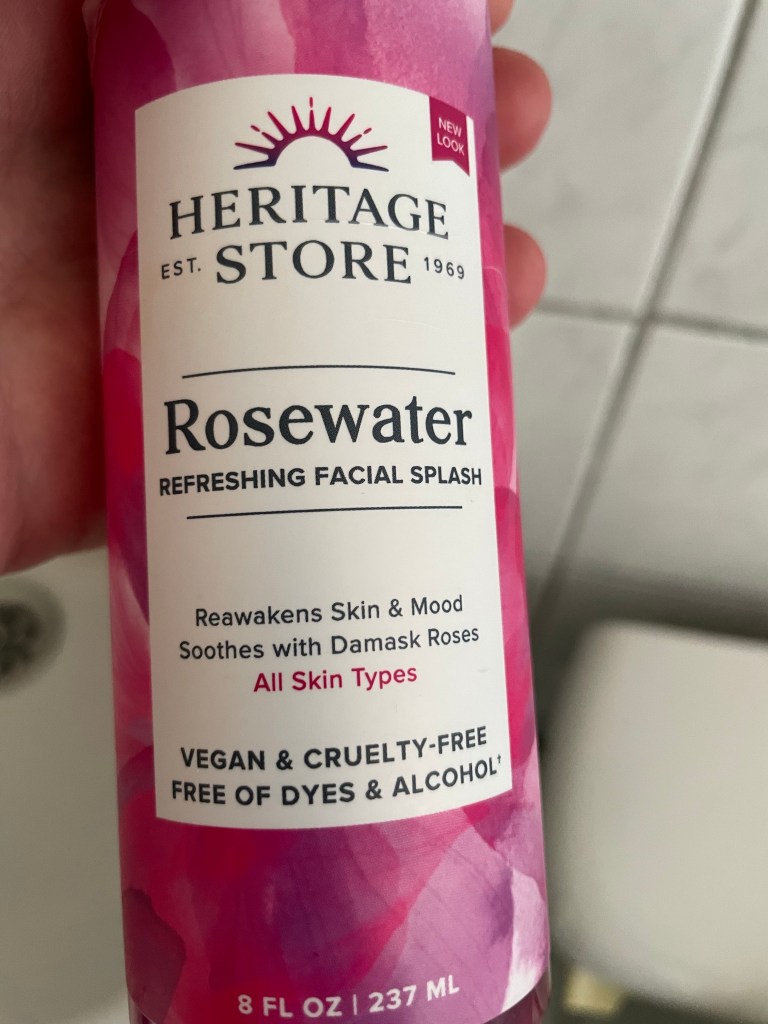 NEW
LOOK
HERITAGE
EST. STORE 1969
Rosewater
REFRESHING FACIAL SPLASH
Reawakens Skin & Mood
Soothes with Damask Roses
All Skin Types
VEGAN & CRUELTY-FREE
FREE OF DYES & ALCOHOL†
8 FL OZ | 237 ML